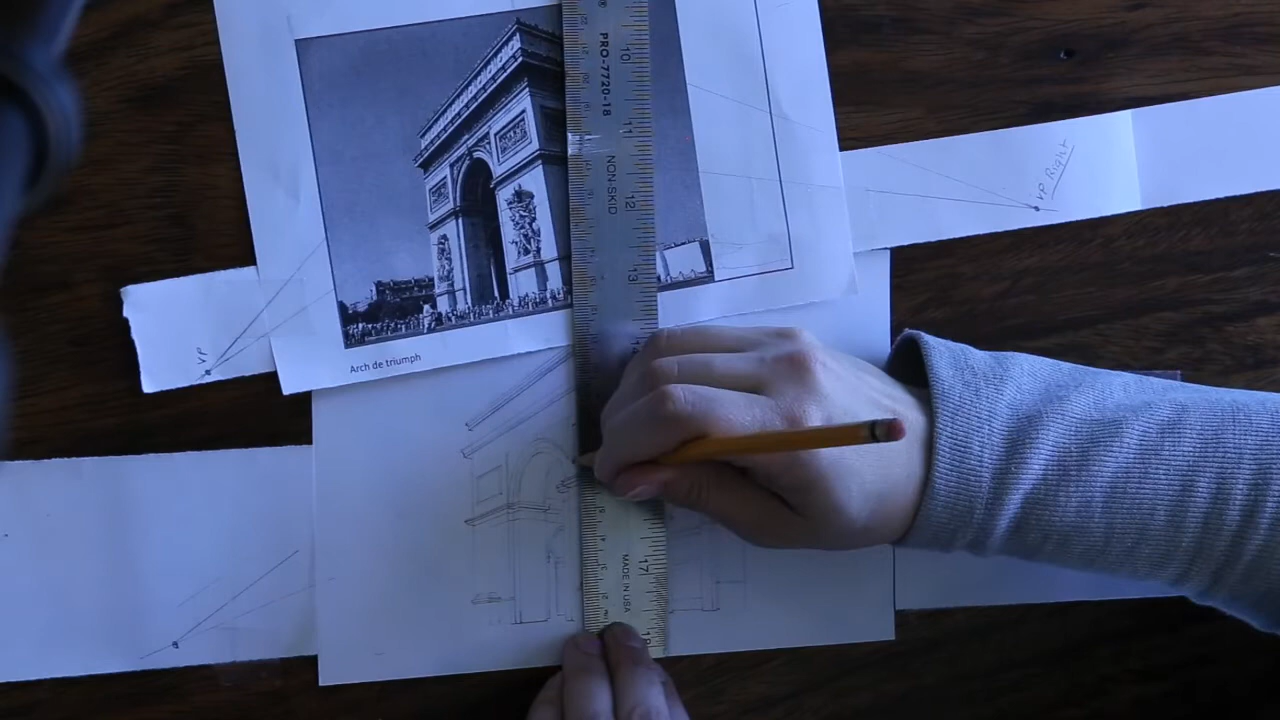 PRO-7720-18
NON-SKID
10
11
12
13
VP Right
VP
Arch de triumph
17
18
MADE IN USA